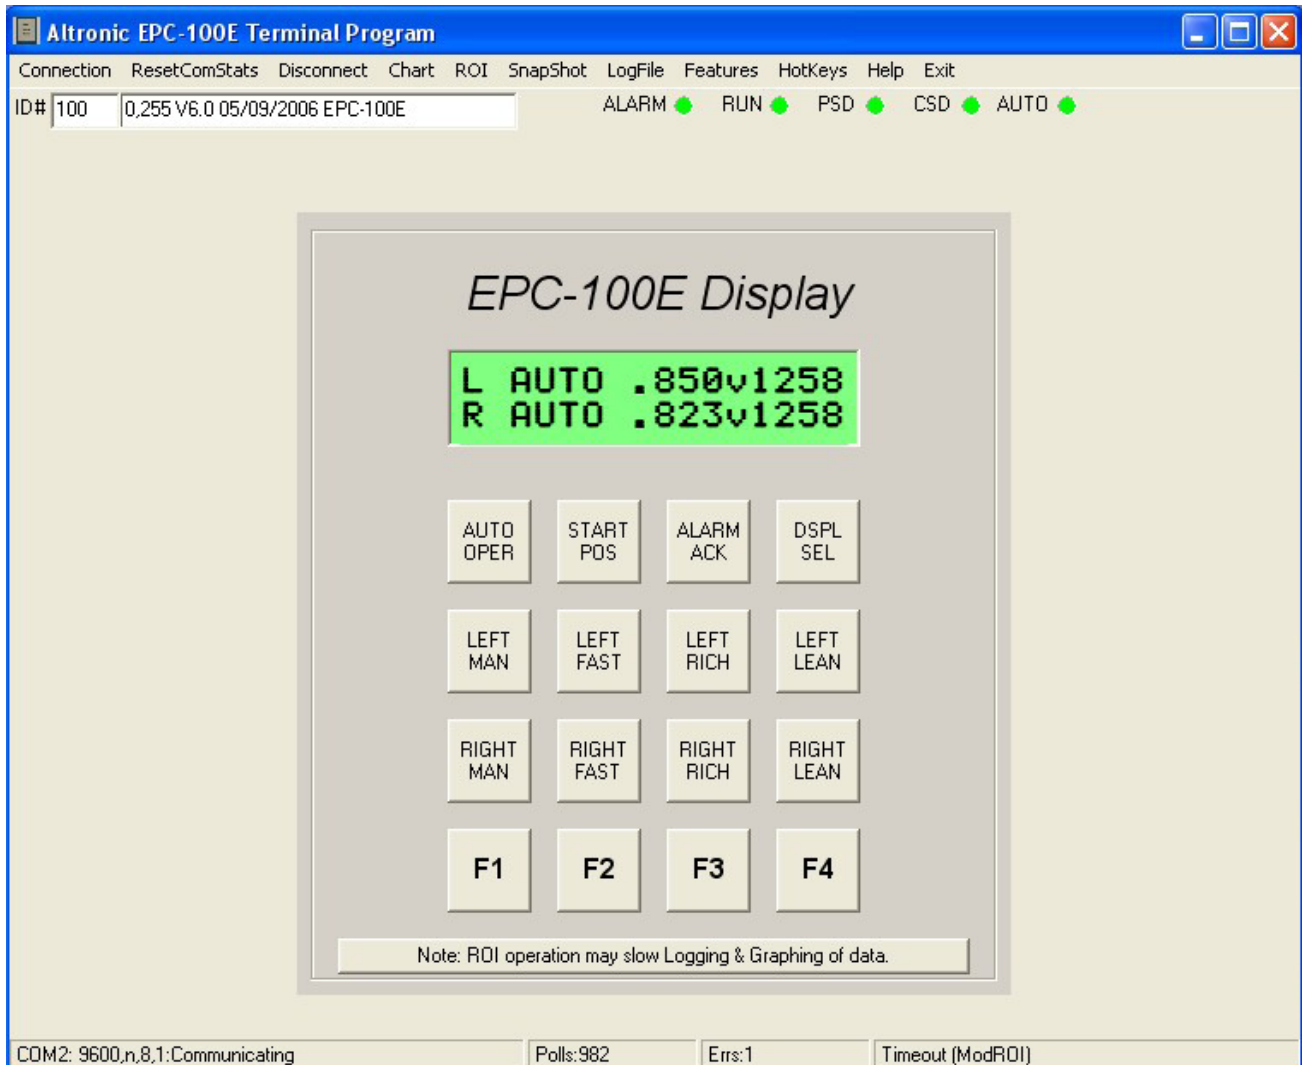 Altronic EPC-100E Terminal Program
Connection ResetComStats Disconnect Chart ROI SnapShot LogFile Features HotKeys Help Exit
ID# 100 0,255 V6.0 05/09/2006 EPC-100E ALARM RUN PSD CSD AUTO
EPC-100E Display
L AUTO .850v1258
R AUTO .823v1258
AUTO START ALARM DSPL
OPER POS ACK SEL
LEFT LEFT LEFT LEFT
MAN FAST RICH LEAN
RIGHT RIGHT RIGHT RIGHT
MAN FAST RICH LEAN
F1 F2 F3 F4
Note: ROI operation may slow Logging & Graphing of data.
COM2: 9600,n,8,1:Communicating Polls:982 Errs:1 Timeout (ModROI)